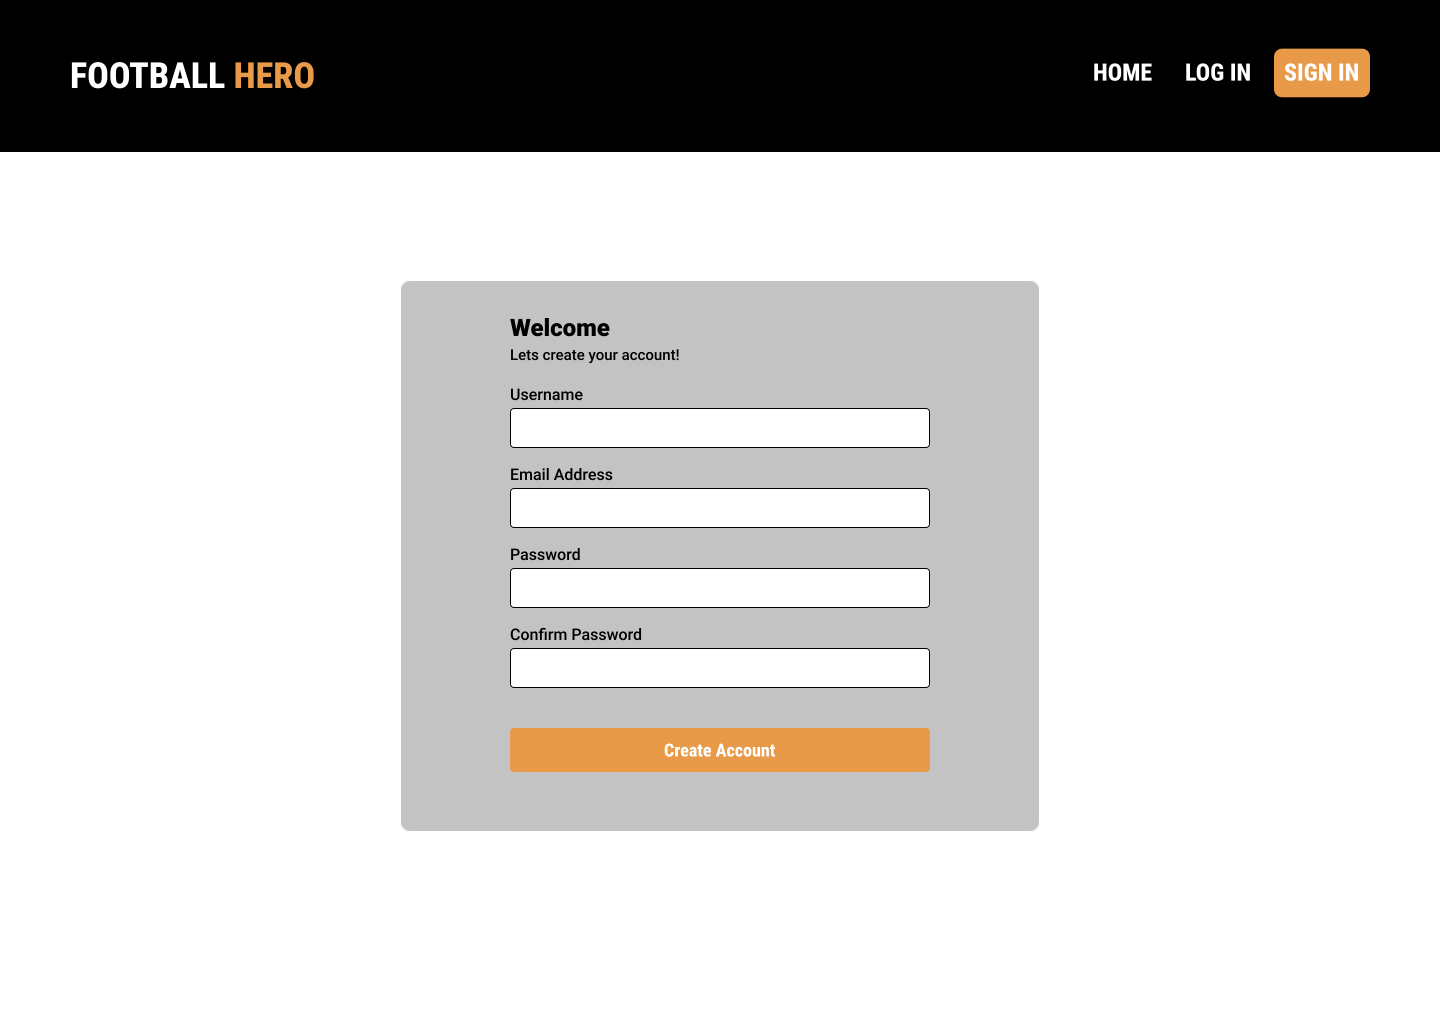 FOOTBALL HERO
HOME LOG IN SIGN IN
Welcome
Lets create your account!
Username
Email Address
Password
Confirm Password
Create Account